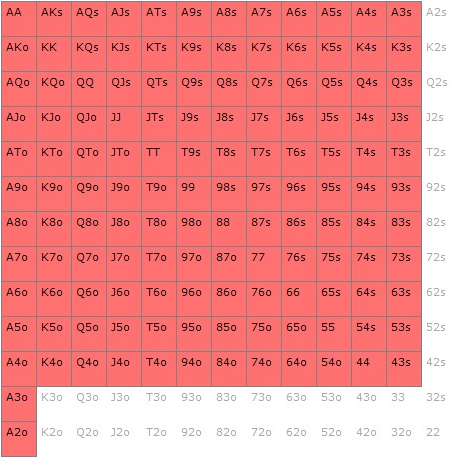 AA AKs AQs AJs ATs A9s A8s A7s A6s A5s A4s A3s A2s
AKo KK KQs KJs KTs K9s K8s K7s K6s K5s K4s K3s K2s
AQo KQo QQ QJs QTs Q9s Q8s Q7s Q6s Q5s Q4s Q3s Q2s
AJo KJo QJo JJ JTs J9s J8s J7s J6s J5s J4s J3s J2s
ATo KTo QTo JTo TT T9s T8s T7s T6s T5s T4s T3s T2s
A9o K9o Q9o J9o T9o 99 98s 97s 96s 95s 94s 93s 92s
A8o K8o Q8o J8o T8o 98o 88 87s 86s 85s 84s 83s 82s
A7o K7o Q7o J7o T7o 97o 87o 77 76s 75s 74s 73s 72s
A6o K6o Q6o J6o T6o 96o 86o 76o 66 65s 64s 63s 62s
A5o K5o Q5o J5o T5o 95o 85o 75o 65o 55 54s 53s 52s
A4o K4o Q4o J4o T4o 94o 84o 74o 64o 54o 44 43s 42s
A3o K3o Q3o J3o T3o 93o 83o 73o 63o 53o 43o 33 32s
A2o K2o Q2o J2o T2o 92o 82o 72o 62o 52o 42o 32o 22